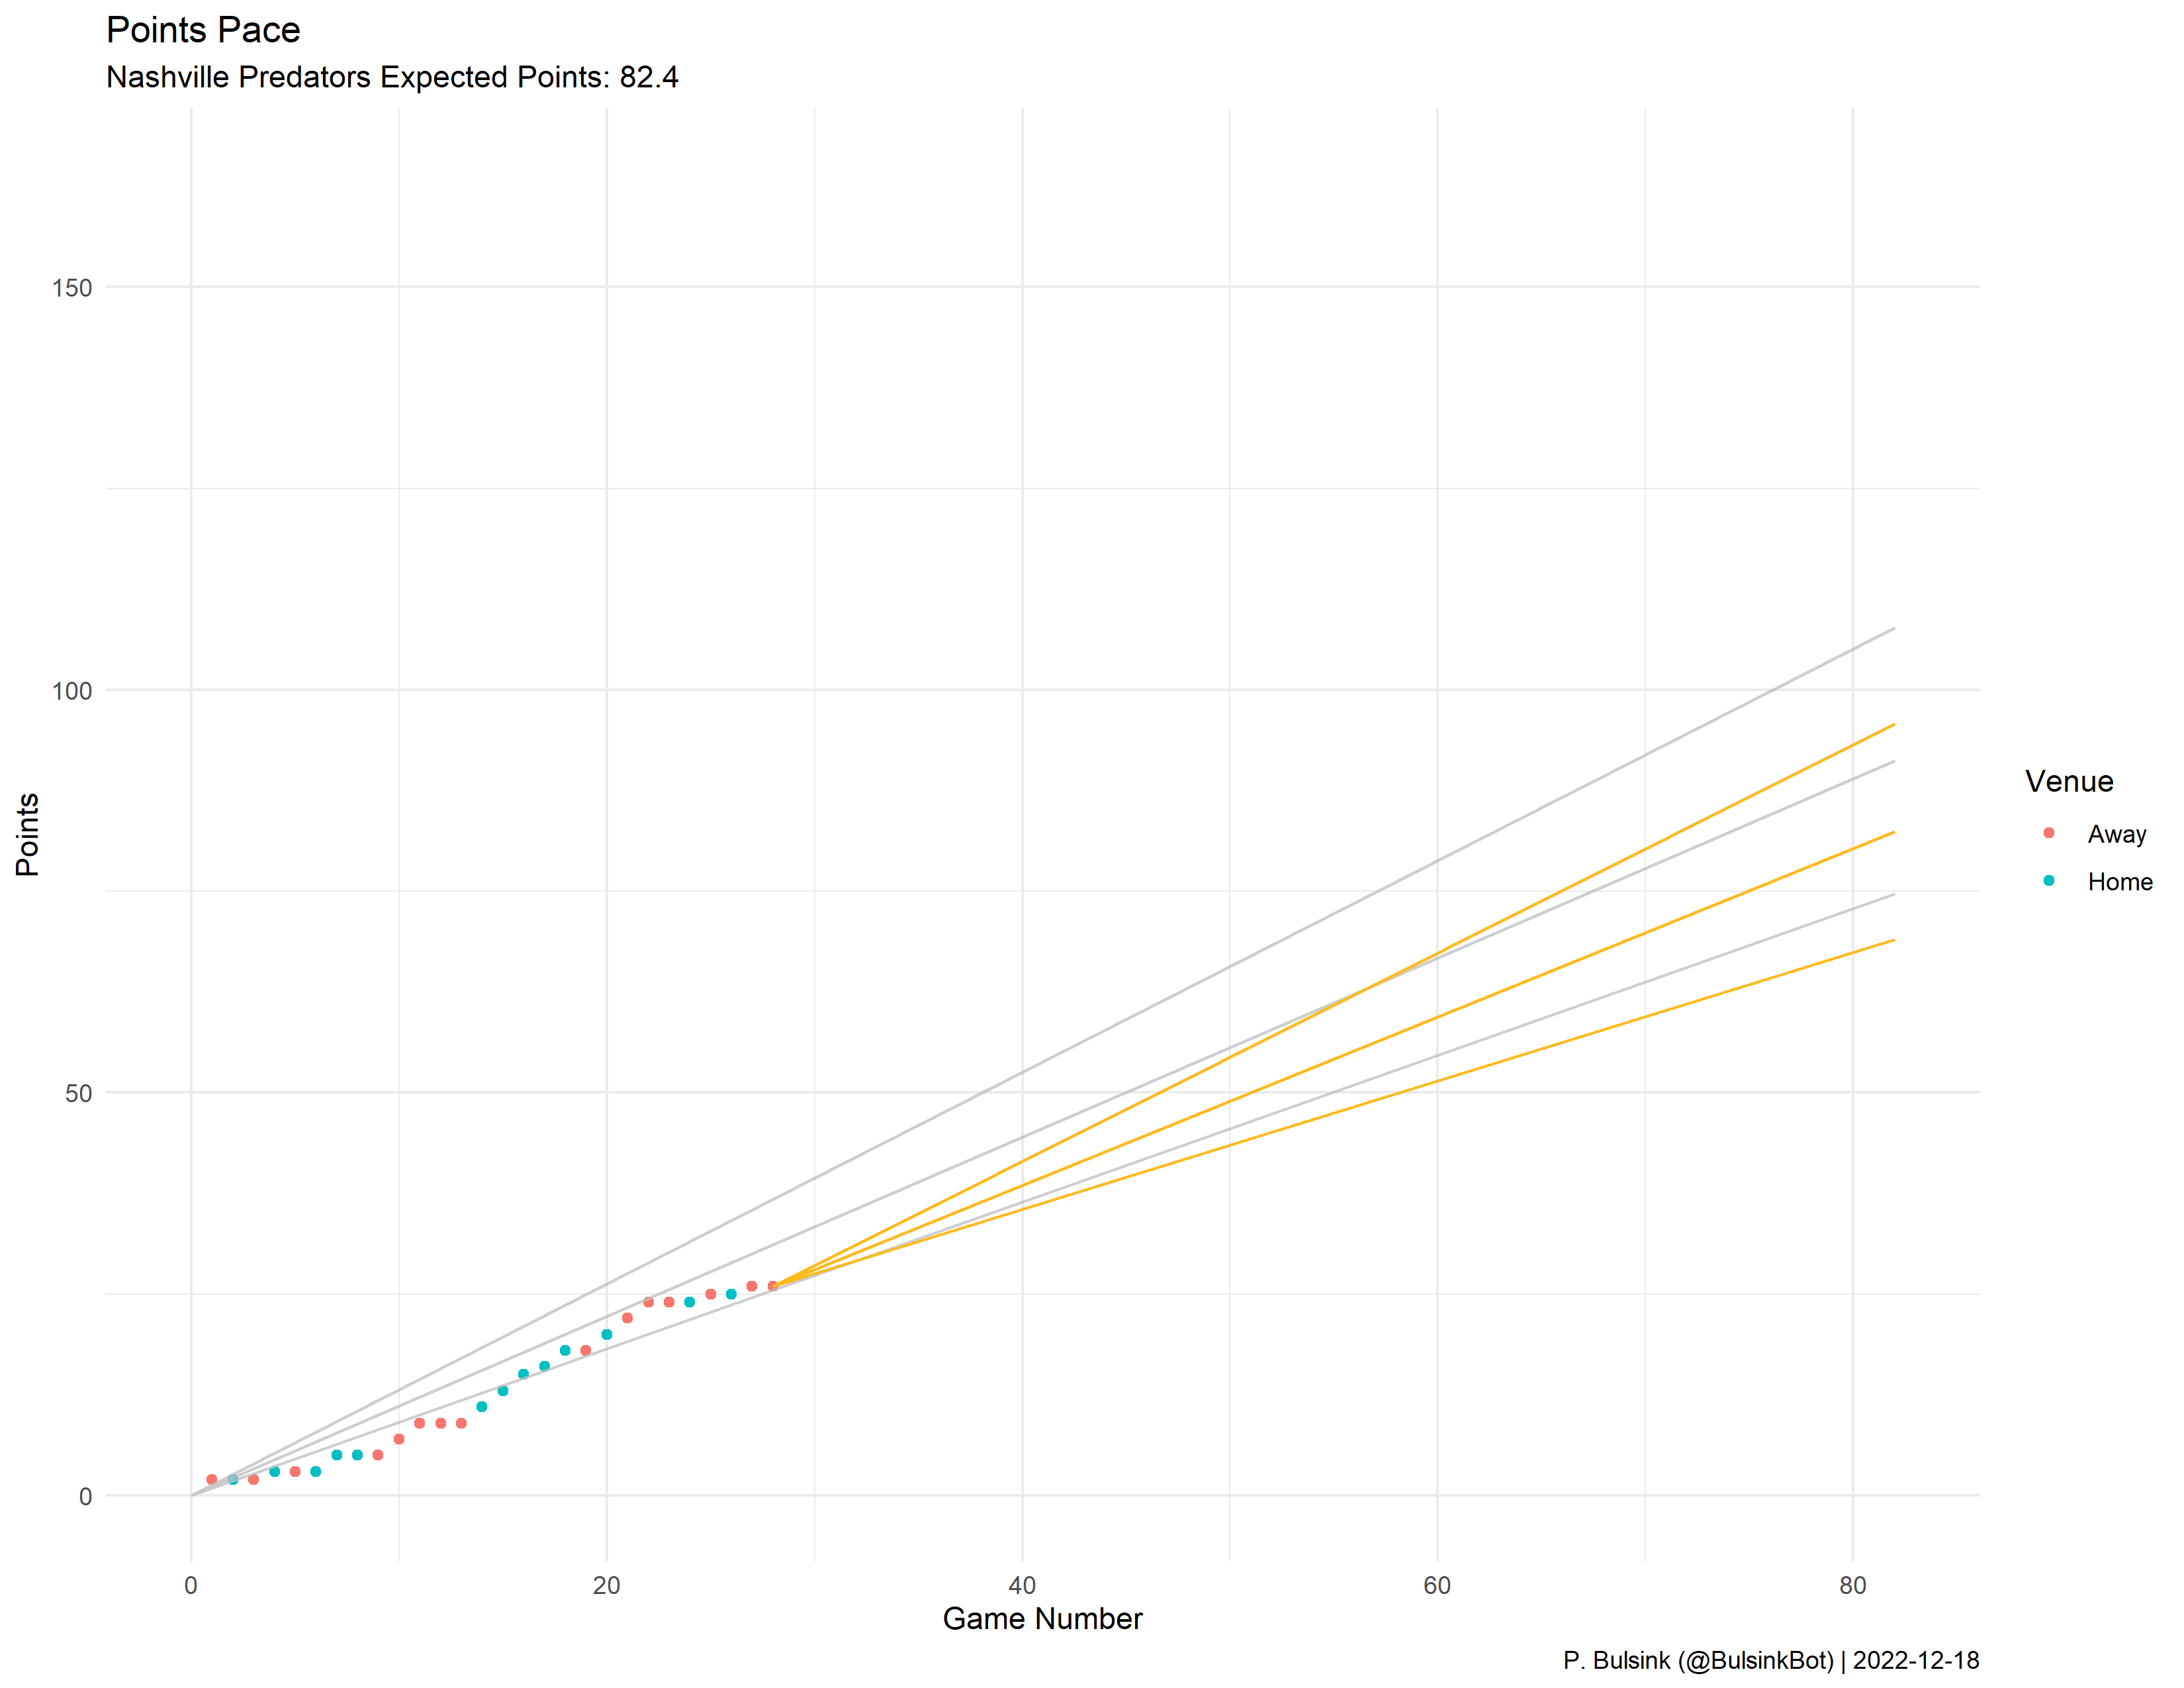 Points Pace
Nashville Predators Expected Points: 82.4
150
100
50
0
Points
0 20 40 60 80
Game Number
Venue
Away
Home
P. Bulsink (@BulsinkBot) | 2022-12-18